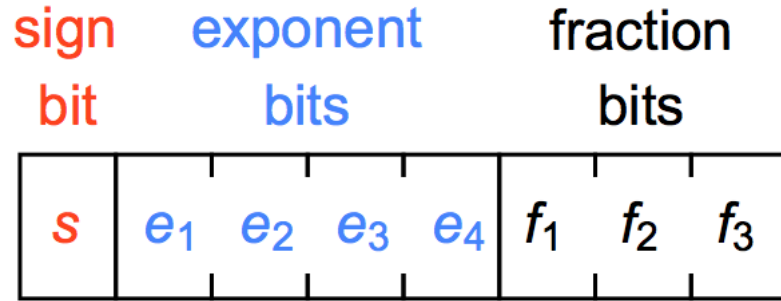 sign exponent fraction
bit bits bits
s e₁ e₂ e₃ e₄ f₁ f₂ f₃